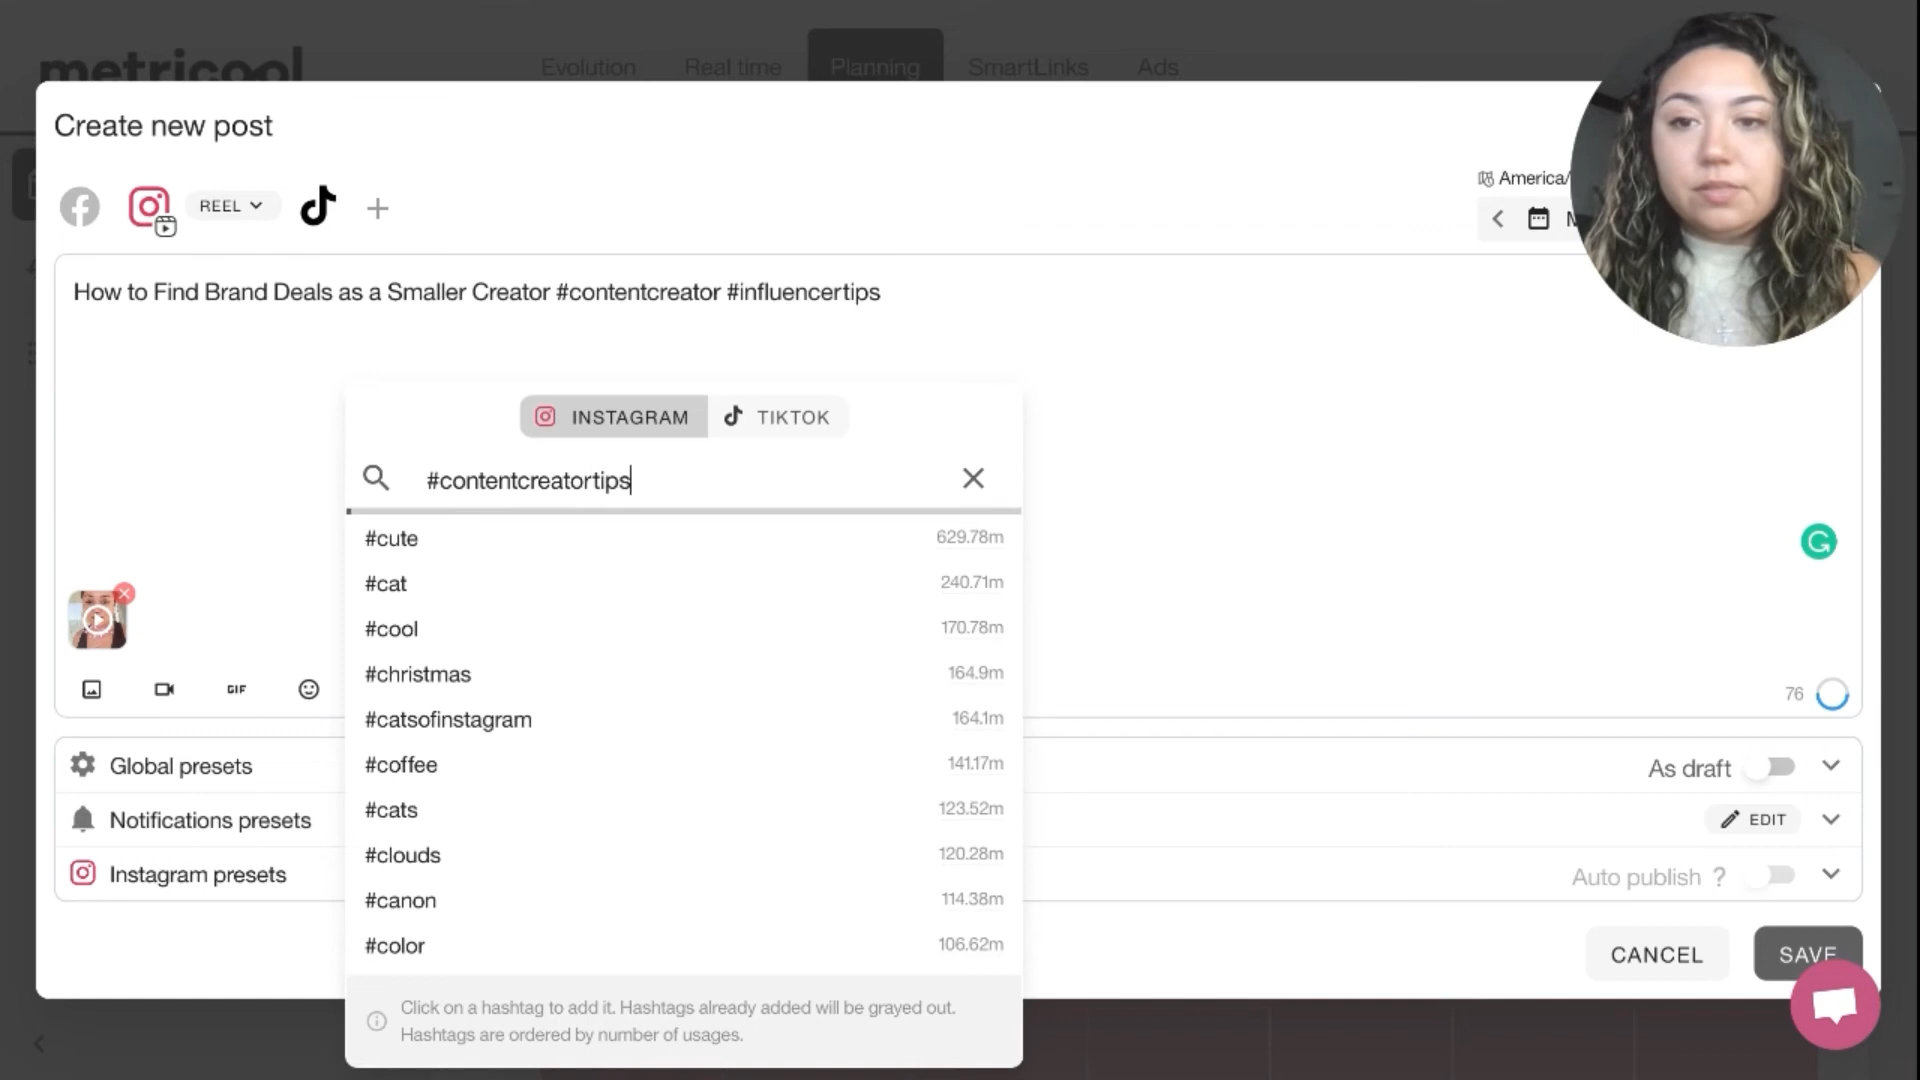 metricool
Evolution
Real time
Planning
SmartLinks
Ads
Create new post
REEL
America/
How to Find Brand Deals as a Smaller Creator #contentcreator #influencertips
INSTAGRAM
TIKTOK
#contentcreatortips
#cute 629.78m
#cat 240.71m
#cool 170.78m
#christmas 164.9m
#catsofinstagram 164.1m
#coffee 141.17m
#cats 123.52m
#clouds 120.28m
#canon 114.38m
#color 106.62m
Click on a hashtag to add it. Hashtags already added will be grayed out.
Hashtags are ordered by number of usages.
GIF
76
Global presets
As draft
Notifications presets
EDIT
Instagram presets
Auto publish ?
CANCEL
SAVE